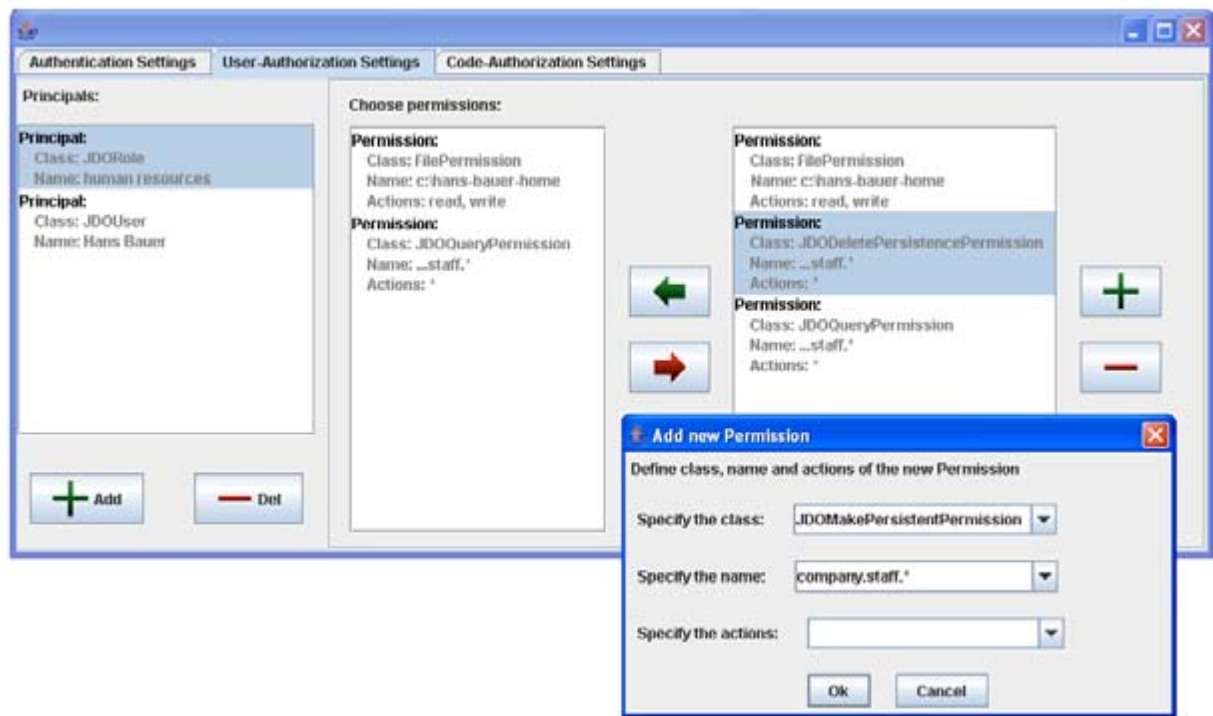 Authentication Settings
User-Authorization Settings
Code-Authorization Settings
Principals:
Principal:
Class: JDORole
Name: human resources
Principal:
Class: JDOUser
Name: Hans Bauer
Add
Del
Choose permissions:
Permission:
Class: FilePermission
Name: c:\hans-bauer-home
Actions: read, write
Permission:
Class: JDOQueryPermission
Name: ...staff.*
Actions: *
Permission:
Class: FilePermission
Name: c:\hans-bauer-home
Actions: read, write
Permission:
Class: JDODeletePersistencePermission
Name: ...staff.*
Actions: *
Permission:
Class: JDOQueryPermission
Name: ...staff.*
Actions: *
Add new Permission
Define class, name and actions of the new Permission
Specify the class: JDOMakePersistentPermission
Specify the name: company.staff.*
Specify the actions:
Ok
Cancel